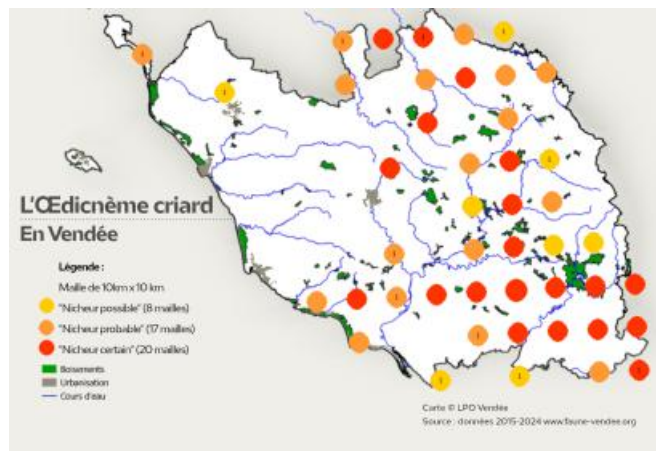 L'Œdicnème criard
En Vendée
Légende :
Maille de 10km x 10 km
"Nicheur possible" (8 mailles)
"Nicheur probable" (17 mailles)
"Nicheur certain" (20 mailles)
Boisements
Urbanisation
Cours d'eau
Carte © LPO Vendée
Source : données 2015-2024 www.faune-vendee.org